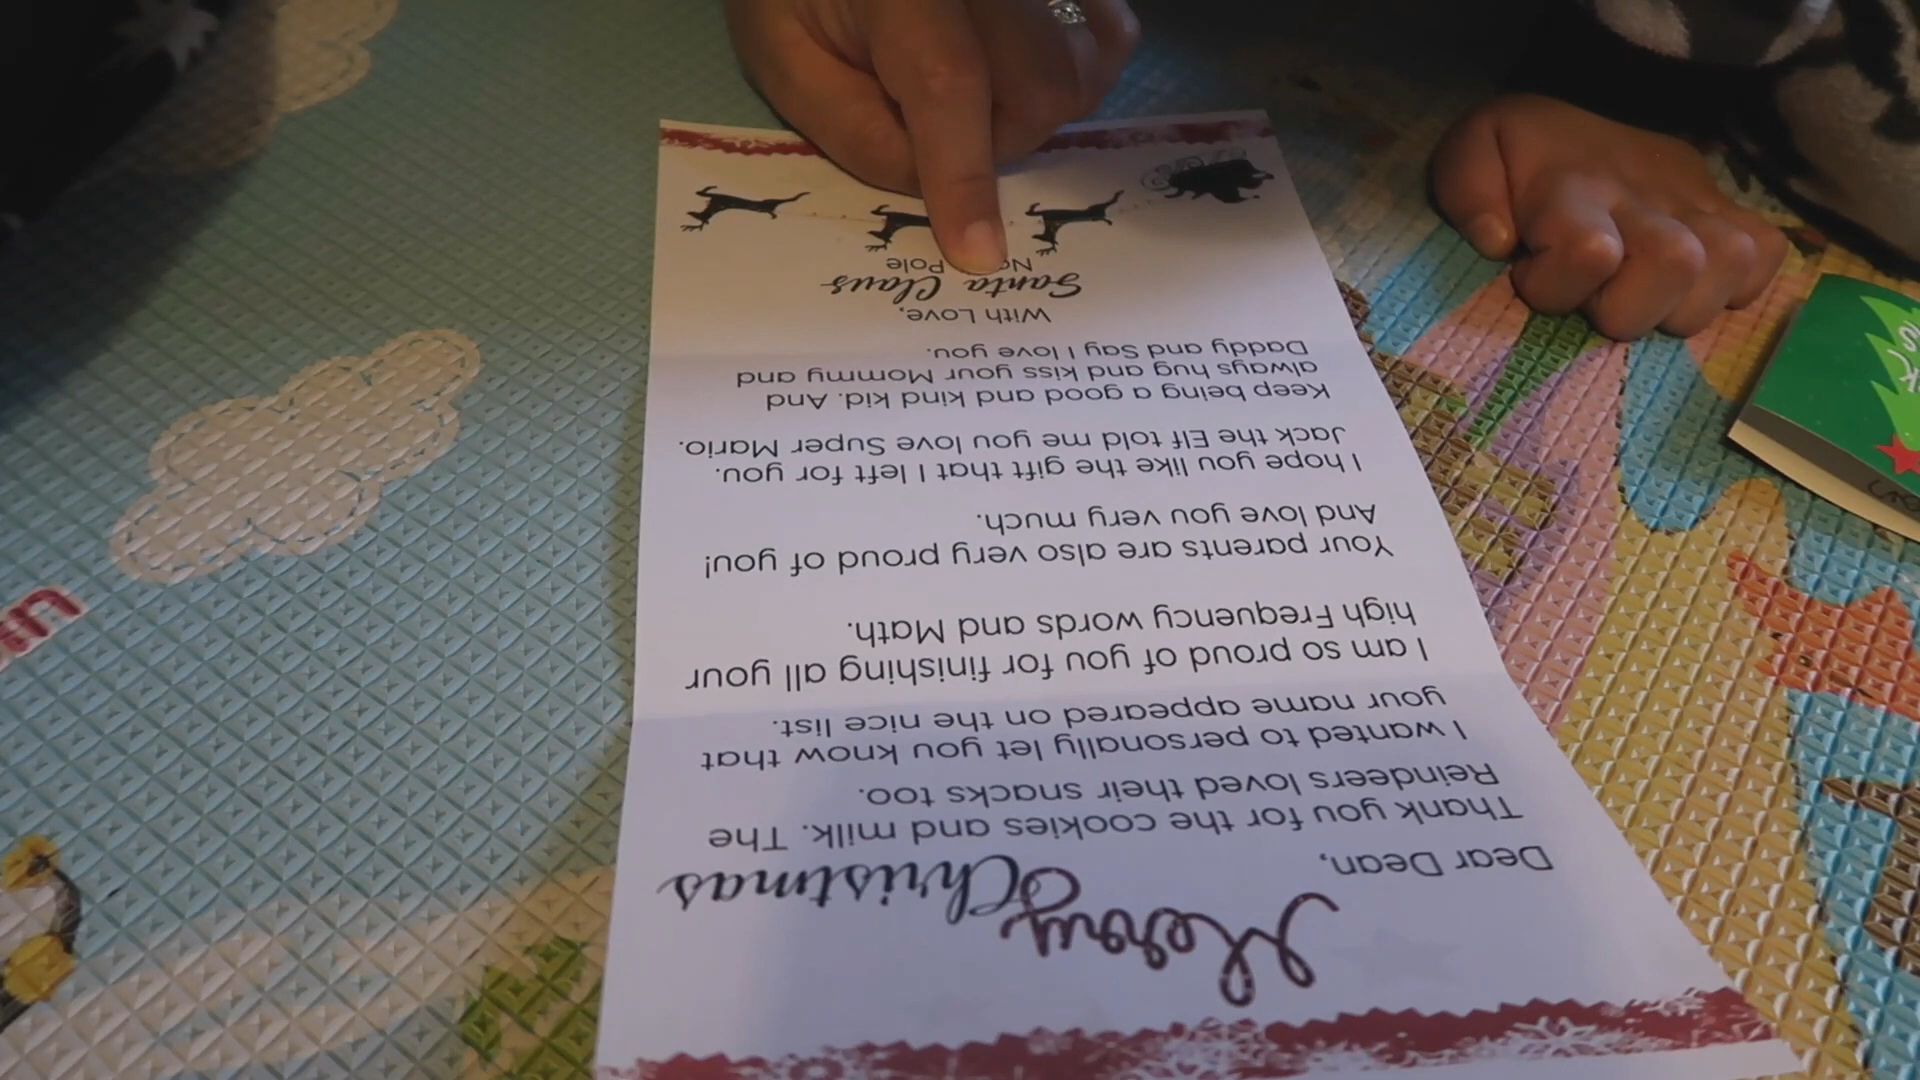 Merry
Christmas
Dear Dean,
Thank you for the cookies and milk. The
Reindeers loved their snacks too.
I wanted to personally let you know that
your name appeared on the nice list.
I am so proud of you for finishing all your
high Frequency words and Math.
Your parents are also very proud of you!
And love you very much.
I hope you like the gift that I left for you.
Jack the Elf told me you love Super Mario.
Keep being a good and kind kid. And
always hug and kiss your Mommy and
Daddy and Say I love you.
With Love,
Santa Claus
Pole